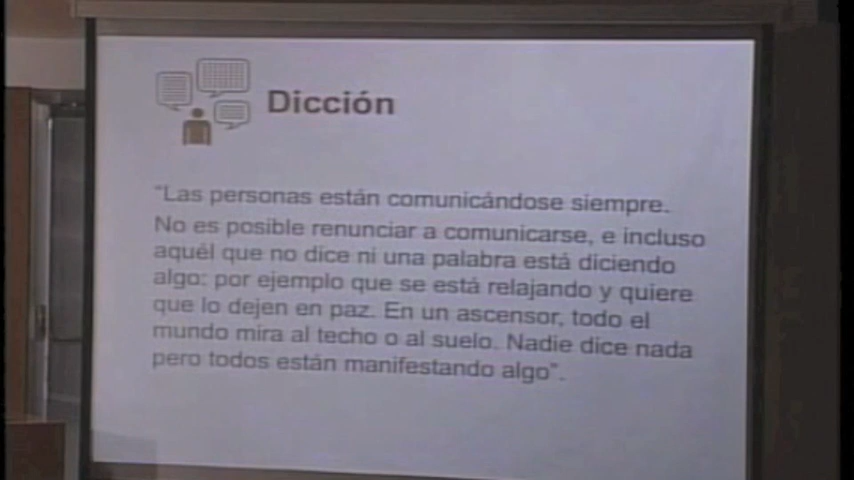 Dicción
“Las personas están comunicándose siempre.
No es posible renunciar a comunicarse, e incluso
aquél que no dice ni una palabra está diciendo
algo: por ejemplo que se está relajando y quiere
que lo dejen en paz. En un ascensor, todo el
mundo mira al techo o al suelo. Nadie dice nada
pero todos están manifestando algo”.